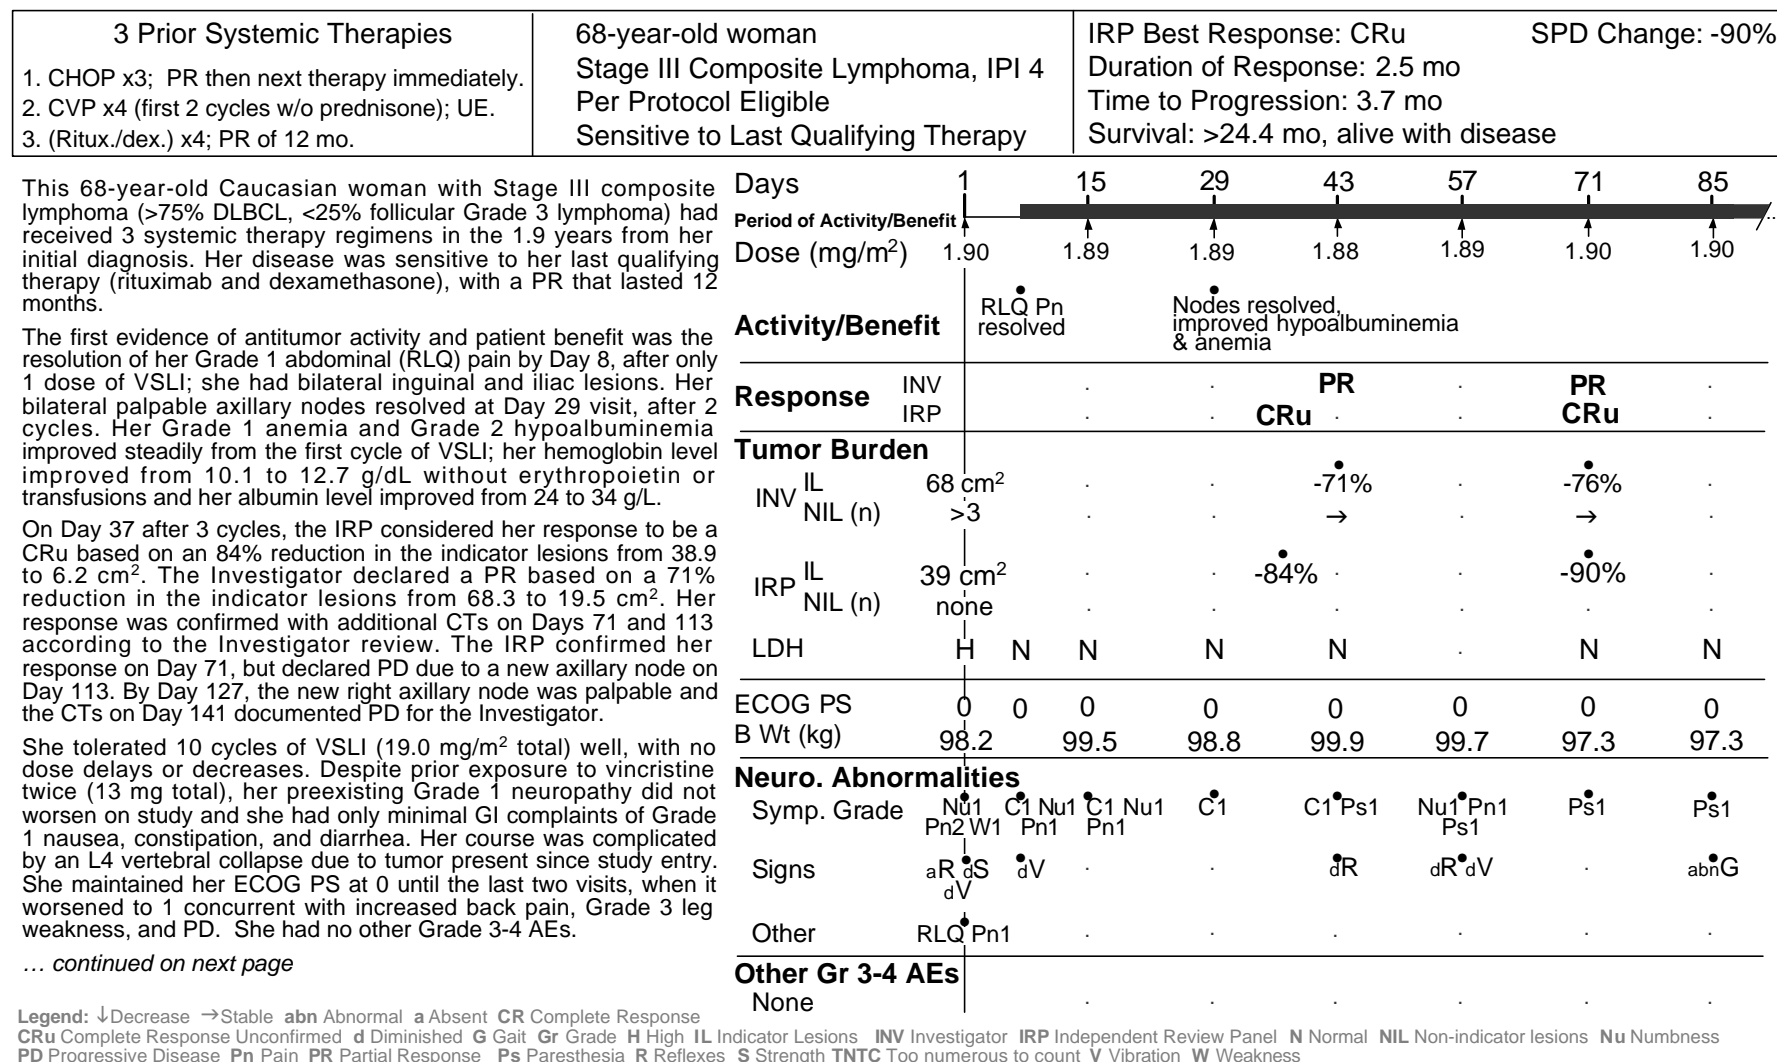 3 Prior Systemic Therapies
1. CHOP x3; PR then next therapy immediately.
2. CVP x4 (first 2 cycles w/o prednisone); UE.
3. (Ritux./dex.) x4; PR of 12 mo.
68-year-old woman
Stage III Composite Lymphoma, IPI 4
Per Protocol Eligible
Sensitive to Last Qualifying Therapy
IRP Best Response: CRu SPD Change: -90%
Duration of Response: 2.5 mo
Time to Progression: 3.7 mo
Survival: >24.4 mo, alive with disease
This 68-year-old Caucasian woman with Stage III composite
lymphoma (>75% DLBCL, <25% follicular Grade 3 lymphoma) had
received 3 systemic therapy regimens in the 1.9 years from her
initial diagnosis. Her disease was sensitive to her last qualifying
therapy (rituximab and dexamethasone), with a PR that lasted 12
months.
The first evidence of antitumor activity and patient benefit was the
resolution of her Grade 1 abdominal (RLQ) pain by Day 8, after only
1 dose of VSLI; she had bilateral inguinal and iliac lesions. Her
bilateral palpable axillary nodes resolved at Day 29 visit, after 2
cycles. Her Grade 1 anemia and Grade 2 hypoalbuminemia
improved steadily from the first cycle of VSLI; her hemoglobin level
improved from 10.1 to 12.7 g/dL without erythropoietin or
transfusions and her albumin level improved from 24 to 34 g/L.
On Day 37 after 3 cycles, the IRP considered her response to be a
CRu based on an 84% reduction in the indicator lesions from 38.9
to 6.2 cm². The Investigator declared a PR based on a 71%
reduction in the indicator lesions from 68.3 to 19.5 cm². Her
response was confirmed with additional CTs on Days 71 and 113
according to the Investigator review. The IRP confirmed her
response on Day 71, but declared PD due to a new axillary node on
Day 113. By Day 127, the new right axillary node was palpable and
the CTs on Day 141 documented PD for the Investigator.
She tolerated 10 cycles of VSLI (19.0 mg/m² total) well, with no
dose delays or decreases. Despite prior exposure to vincristine
twice (13 mg total), her preexisting Grade 1 neuropathy did not
worsen on study and she had only minimal GI complaints of Grade
1 nausea, constipation, and diarrhea. Her course was complicated
by an L4 vertebral collapse due to tumor present since study entry.
She maintained her ECOG PS at 0 until the last two visits, when it
worsened to 1 concurrent with increased back pain, Grade 3 leg
weakness, and PD. She had no other Grade 3-4 AEs.
… continued on next page
Days 1 15 29 43 57 71 85
Period of Activity/Benefit ..
Dose (mg/m²) 1.90 1.89 1.89 1.88 1.89 1.90 1.90
Activity/Benefit
RLQ Pn
resolved
Nodes resolved,
improved hypoalbuminemia
& anemia
Response INV PR PR
IRP CRu CRu
Tumor Burden
INV IL 68 cm² -71% -76%
NIL (n) >3 → →
IRP IL 39 cm² -84% -90%
NIL (n) none
LDH H N N N N N N
ECOG PS 0 0 0 0 0 0 0 0
B Wt (kg) 98.2 99.5 98.8 99.9 99.7 97.3 97.3
Neuro. Abnormalities
Symp. Grade Nu1 C1 Nu1 C1 Nu1 C1 C1 Ps1 Nu1 Pn1 Ps1 Ps1
Pn2 W1 Pn1 Pn1 Ps1
Signs aR dS dV dR dR dV abnG
dV
Other RLQ Pn1
Other Gr 3-4 AEs
None
Legend: ↓Decrease →Stable abn Abnormal a Absent CR Complete Response
CRu Complete Response Unconfirmed d Diminished G Gait Gr Grade H High IL Indicator Lesions INV Investigator IRP Independent Review Panel N Normal NIL Non-indicator lesions Nu Numbness
PD Progressive Disease Pn Pain PR Partial Response Ps Paresthesia R Reflexes S Strength TNTC Too numerous to count V Vibration W Weakness